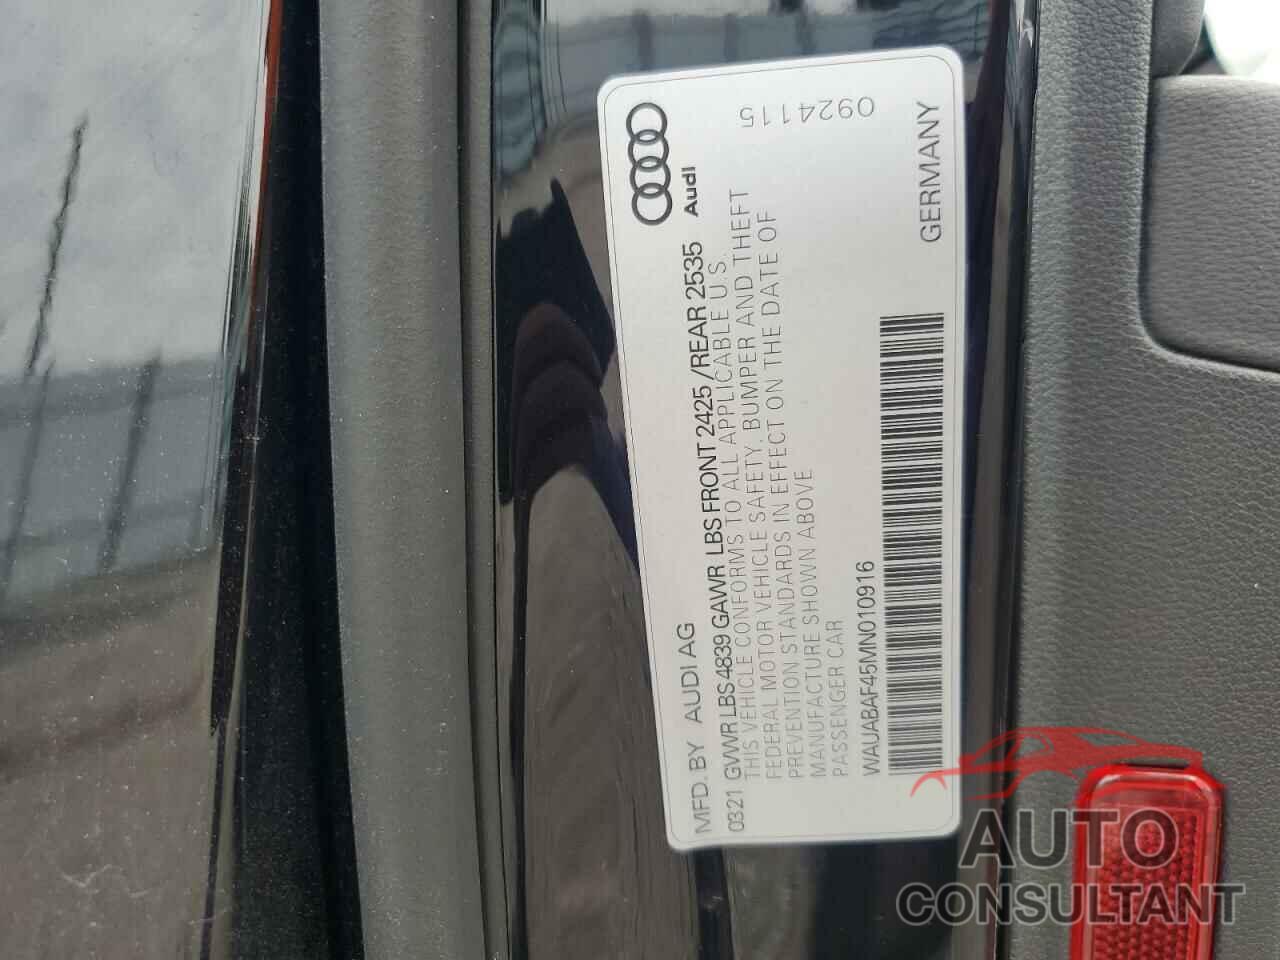 Audi
MFD. BY AUDI AG
0321 GVWR LBS 4839 GAWR LBS FRONT 2425 /REAR 2535
THIS VEHICLE CONFORMS TO ALL APPLICABLE U.S.
FEDERAL MOTOR VEHICLE SAFETY, BUMPER AND THEFT
PREVENTION STANDARDS IN EFFECT ON THE DATE OF
MANUFACTURE SHOWN ABOVE
PASSENGER CAR
0924115
WAUABAF45MN010916
GERMANY
AUTO
CONSULTANT